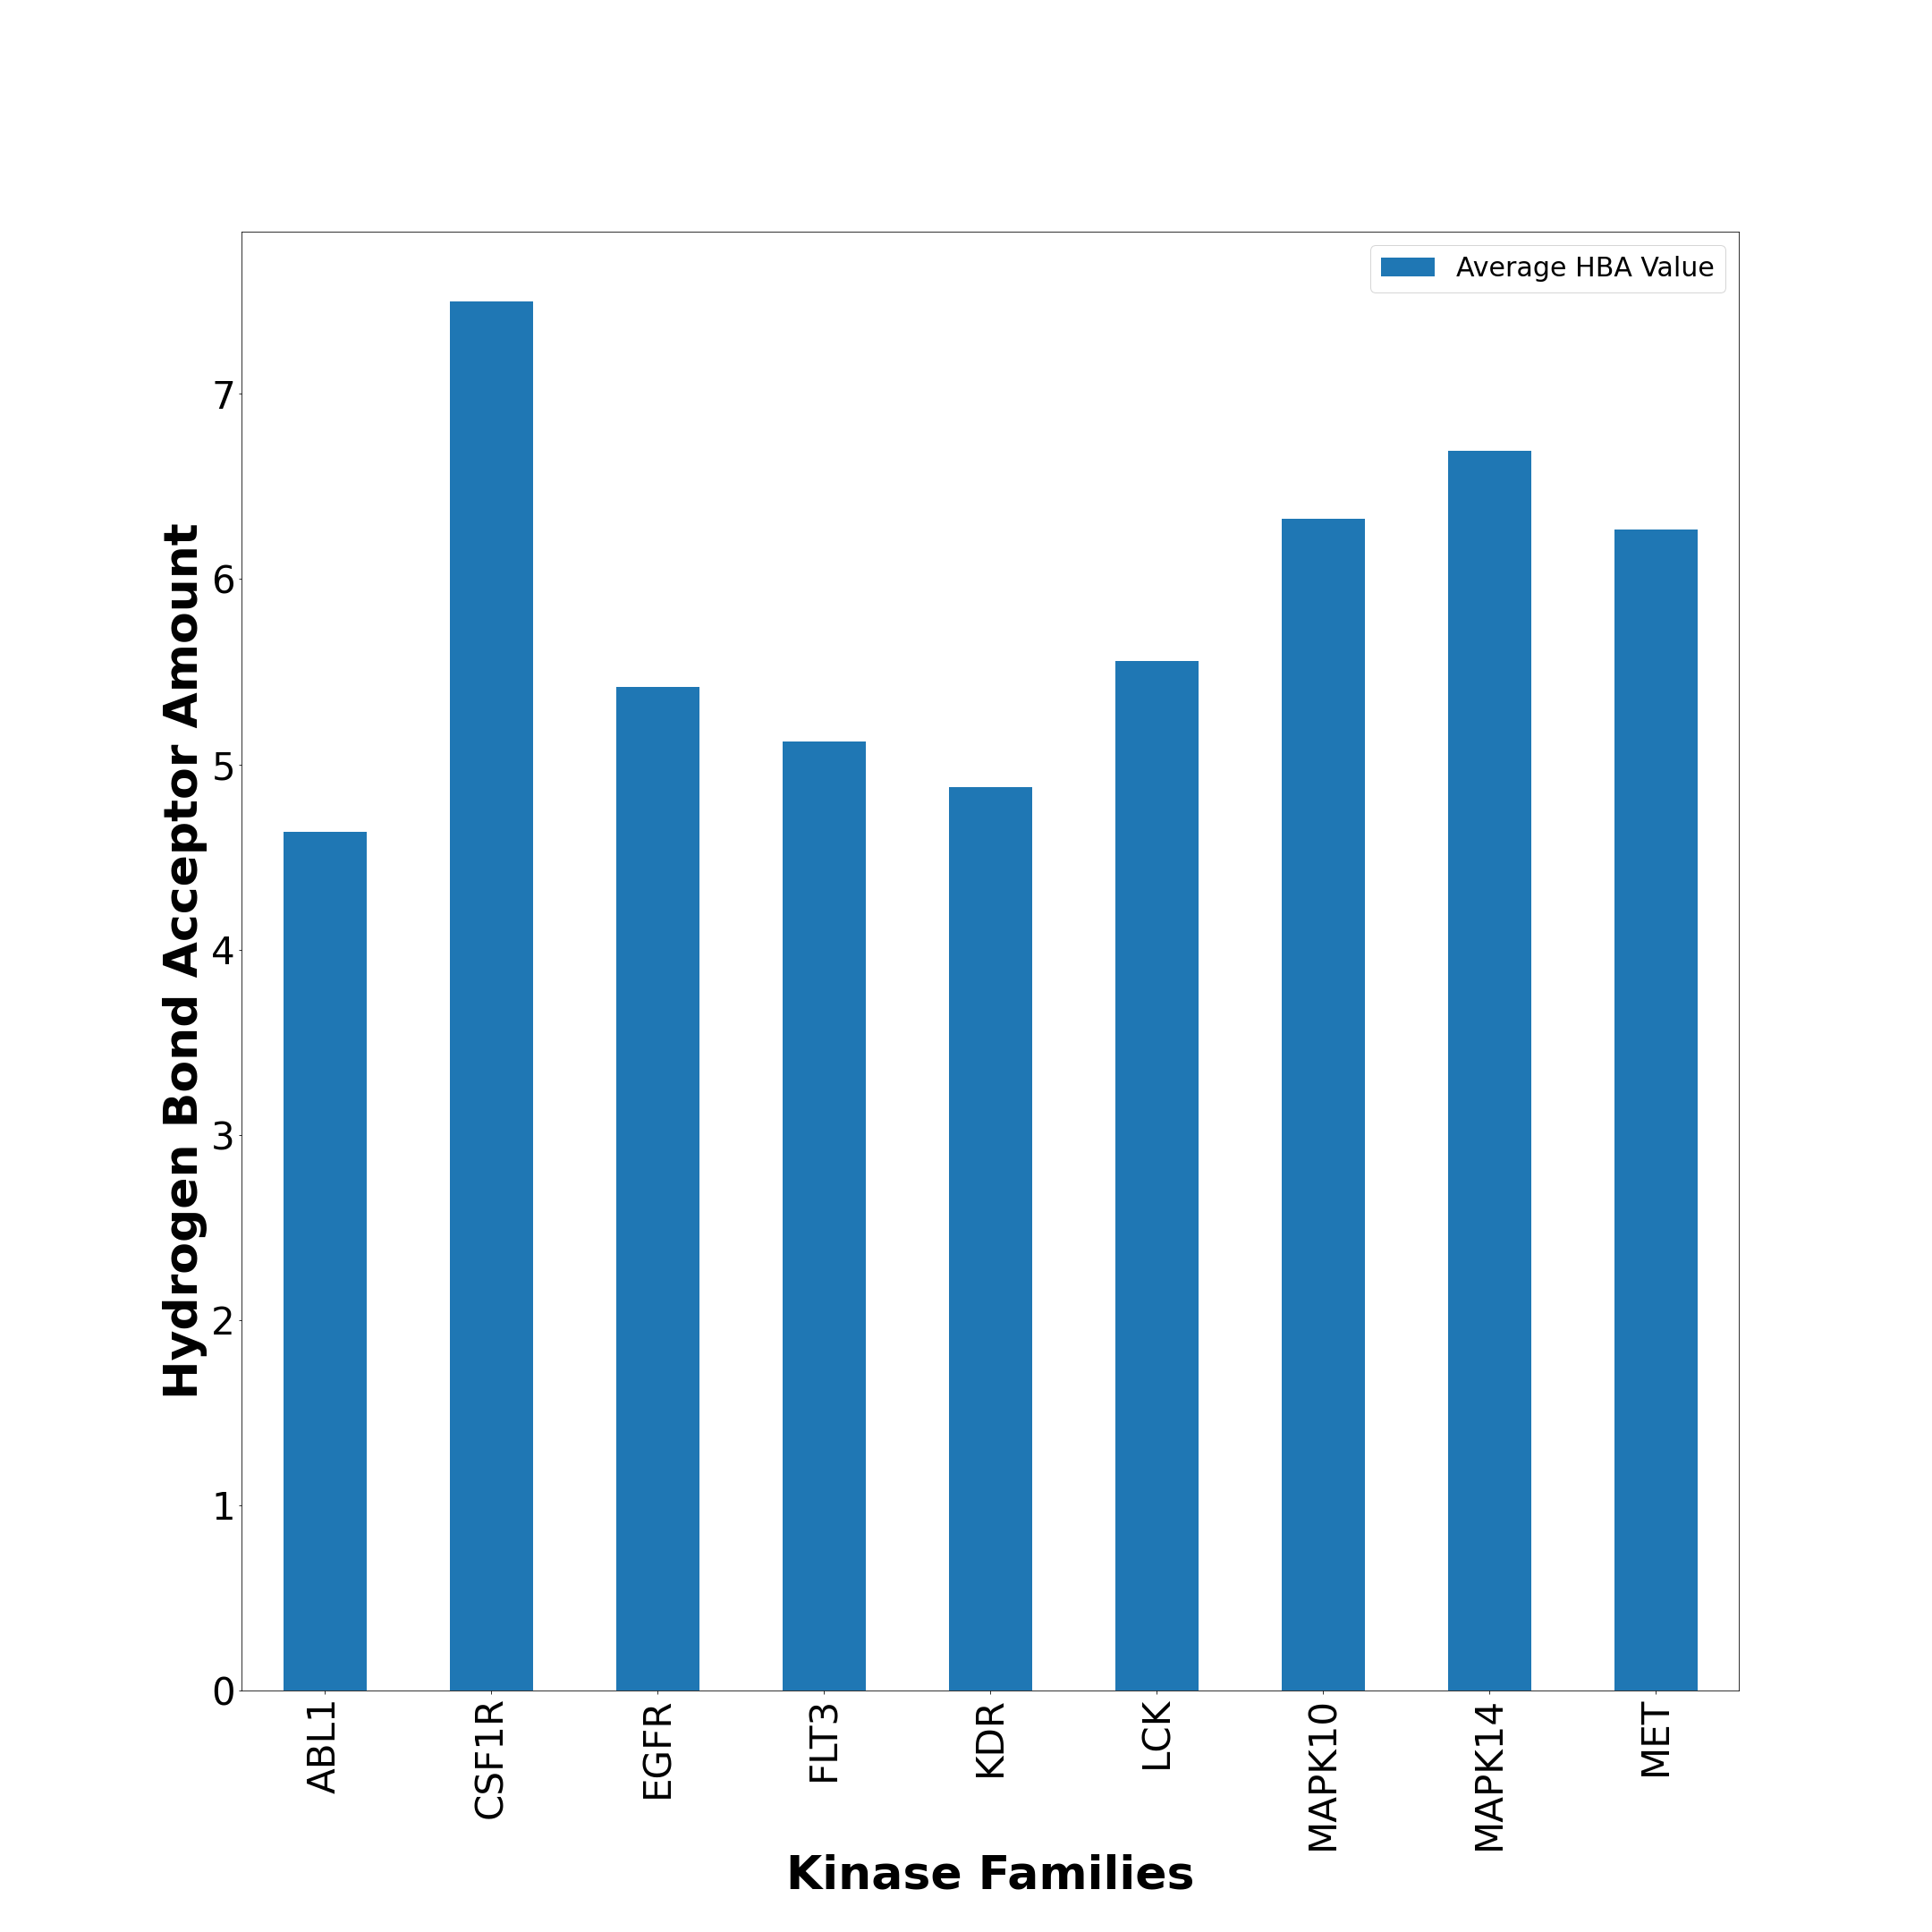 Average HBA Value
Hydrogen Bond Acceptor Amount
7
6
5
4
3
2
1
0
ABL1
CSF1R
EGFR
FLT3
KDR
LCK
MAPK10
MAPK14
MET
Kinase Families